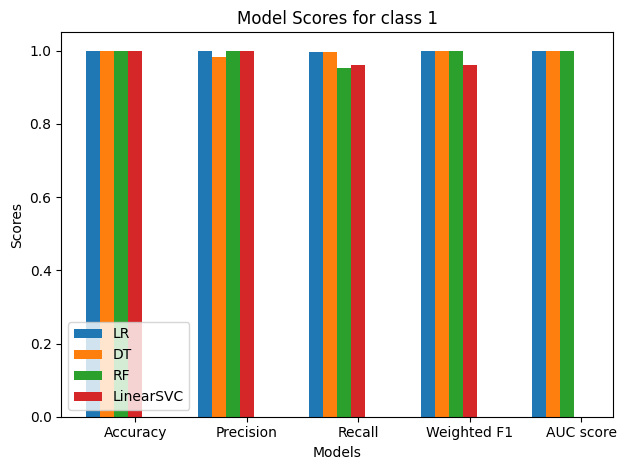 Model Scores for class 1
Scores
1.0
0.8
0.6
0.4
0.2
0.0
LR
DT
RF
LinearSVC
Accuracy
Precision
Recall
Weighted F1
AUC score
Models